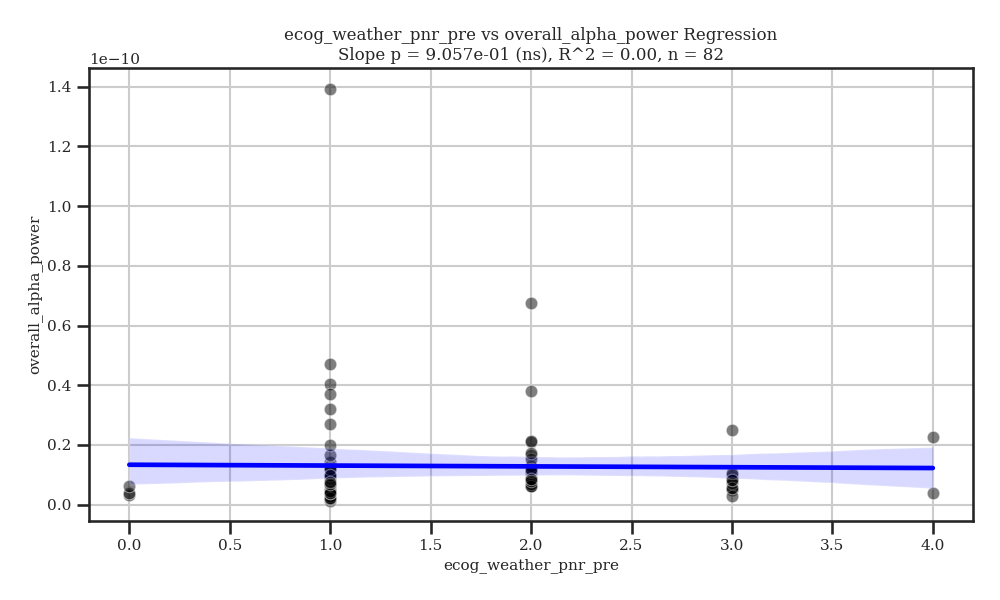 ecog_weather_pnr_pre vs overall_alpha_power Regression
Slope p = 9.057e-01 (ns), R^2 = 0.00, n = 82
1e−10
1.4
1.2
1.0
0.8
0.6
0.4
0.2
0.0
overall_alpha_power
0.0 0.5 1.0 1.5 2.0 2.5 3.0 3.5 4.0
ecog_weather_pnr_pre